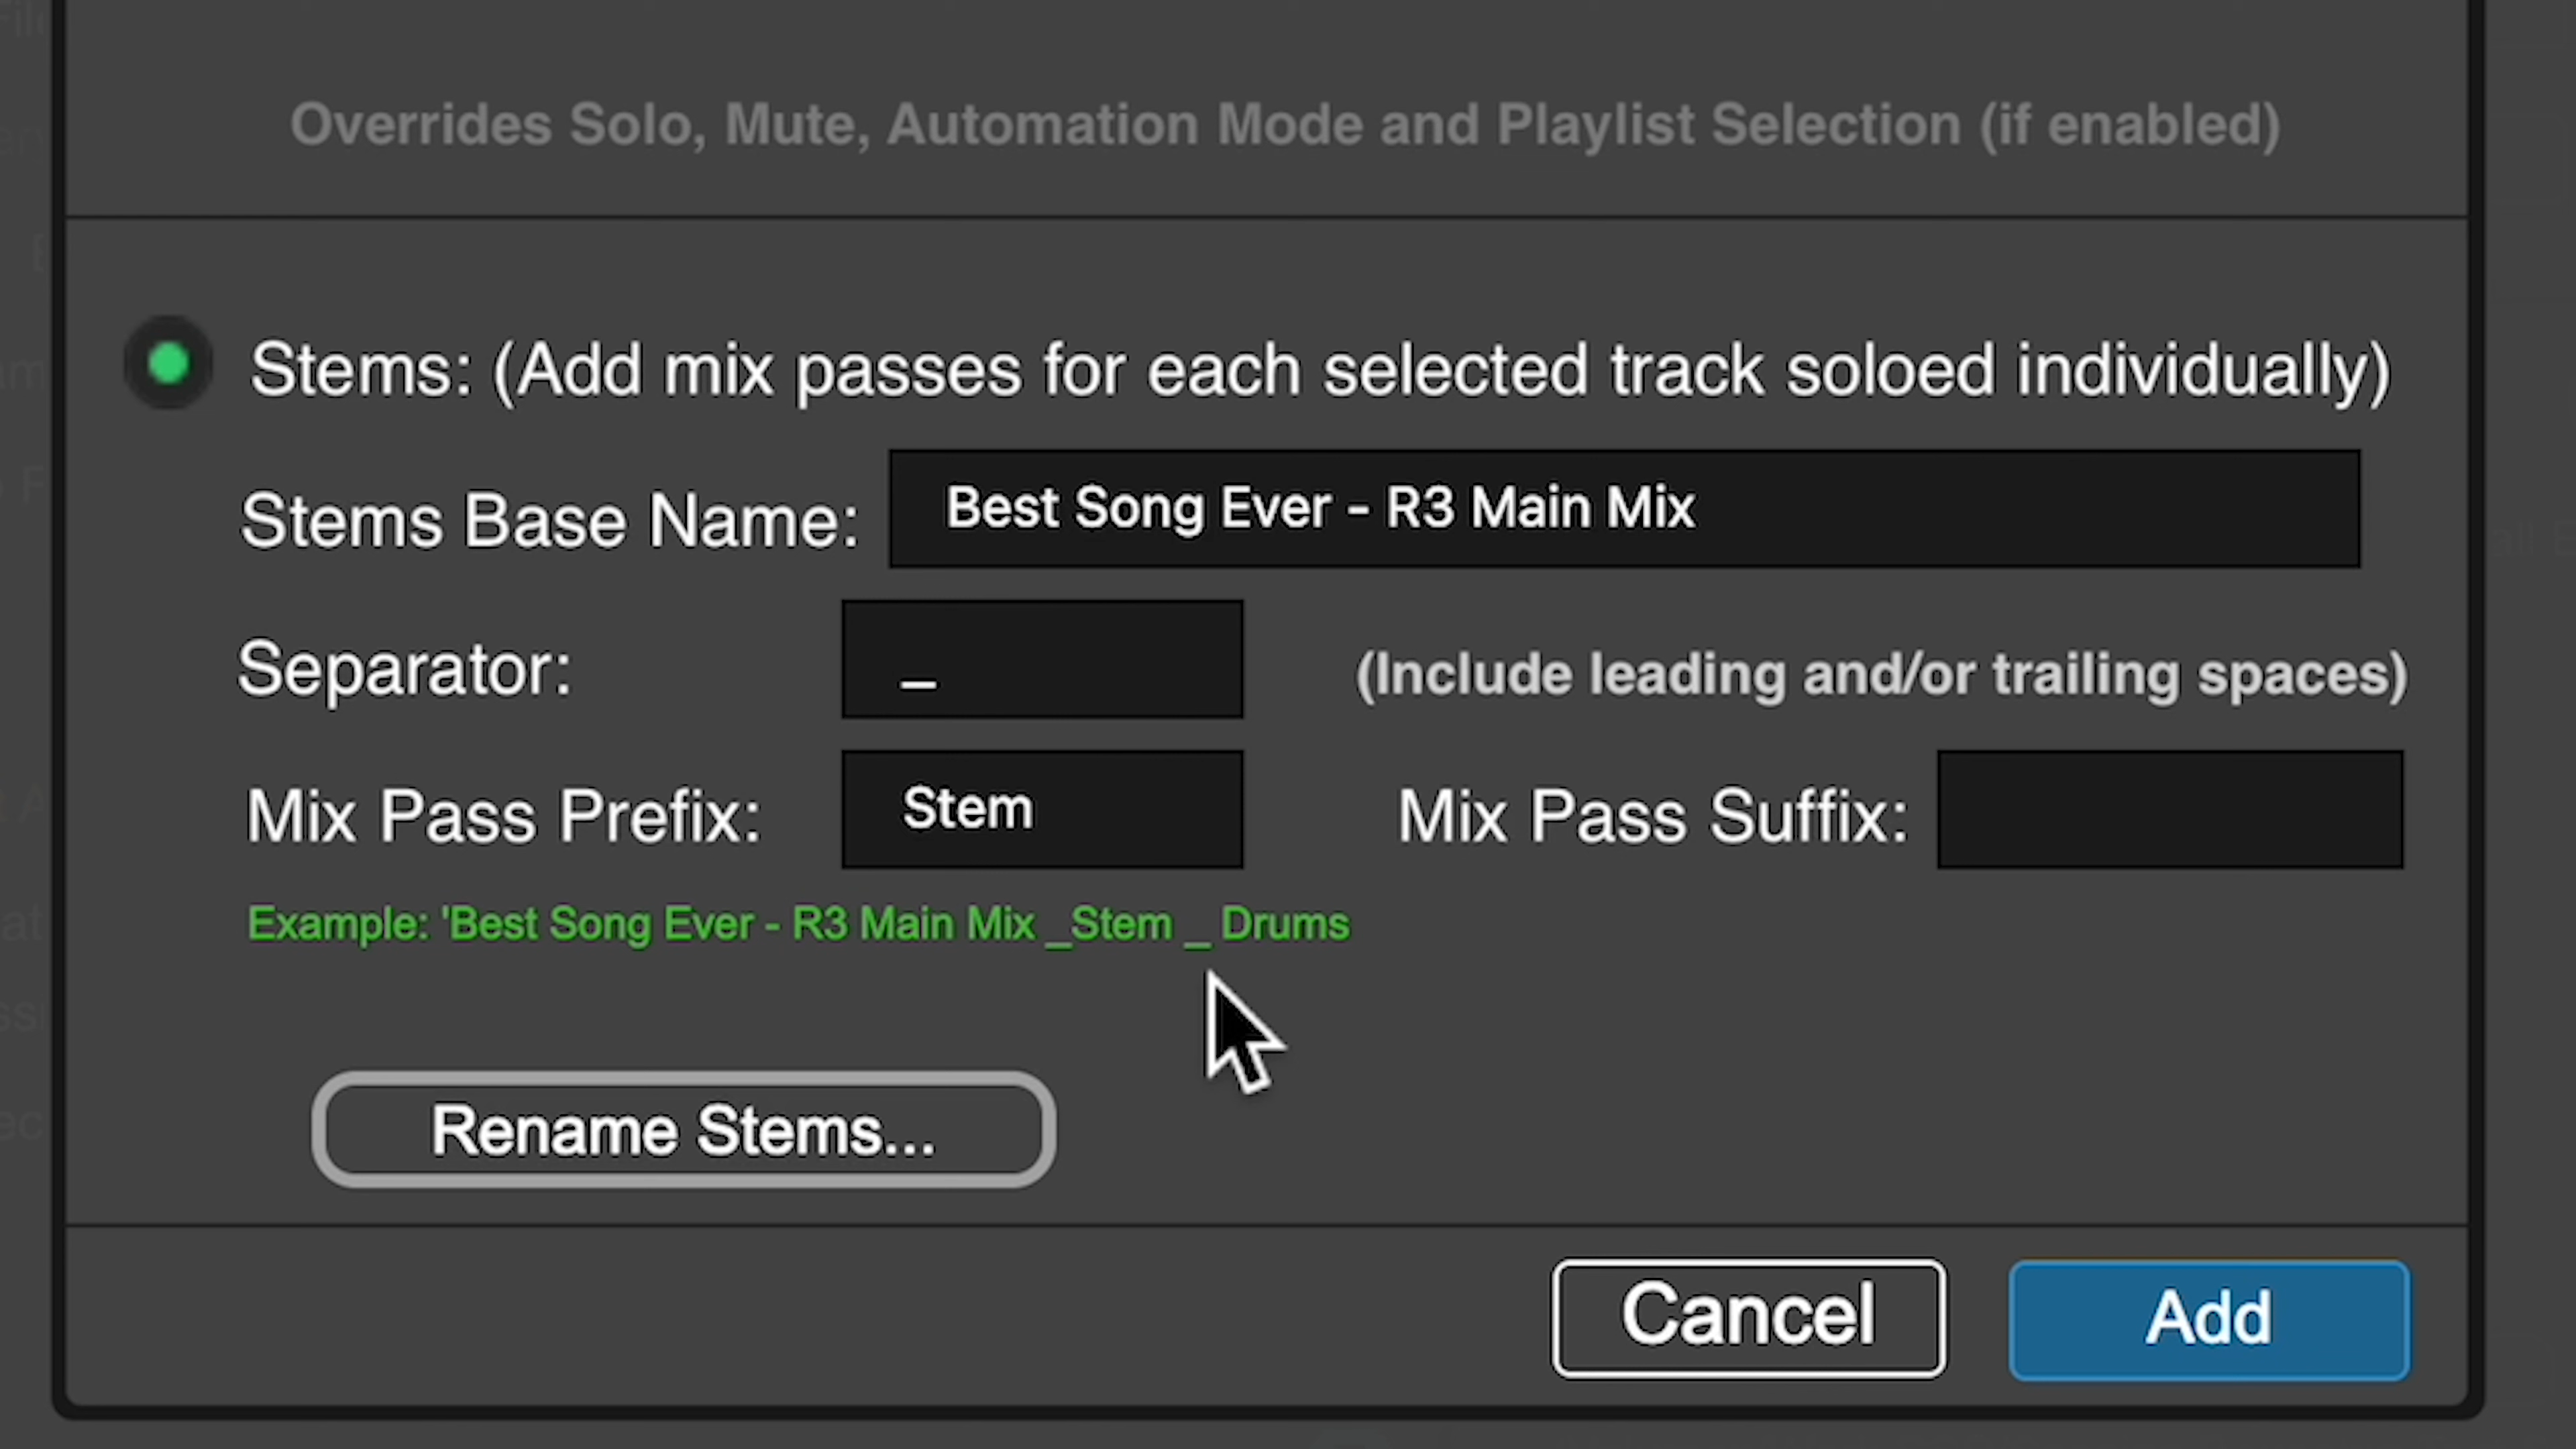 Overrides Solo, Mute, Automation Mode and Playlist Selection (if enabled)
Stems: (Add mix passes for each selected track soloed individually)
Stems Base Name: Best Song Ever - R3 Main Mix
Separator: _ (Include leading and/or trailing spaces)
Mix Pass Prefix: Stem Mix Pass Suffix:
Example: 'Best Song Ever - R3 Main Mix _Stem _ Drums
Rename Stems...
Cancel Add